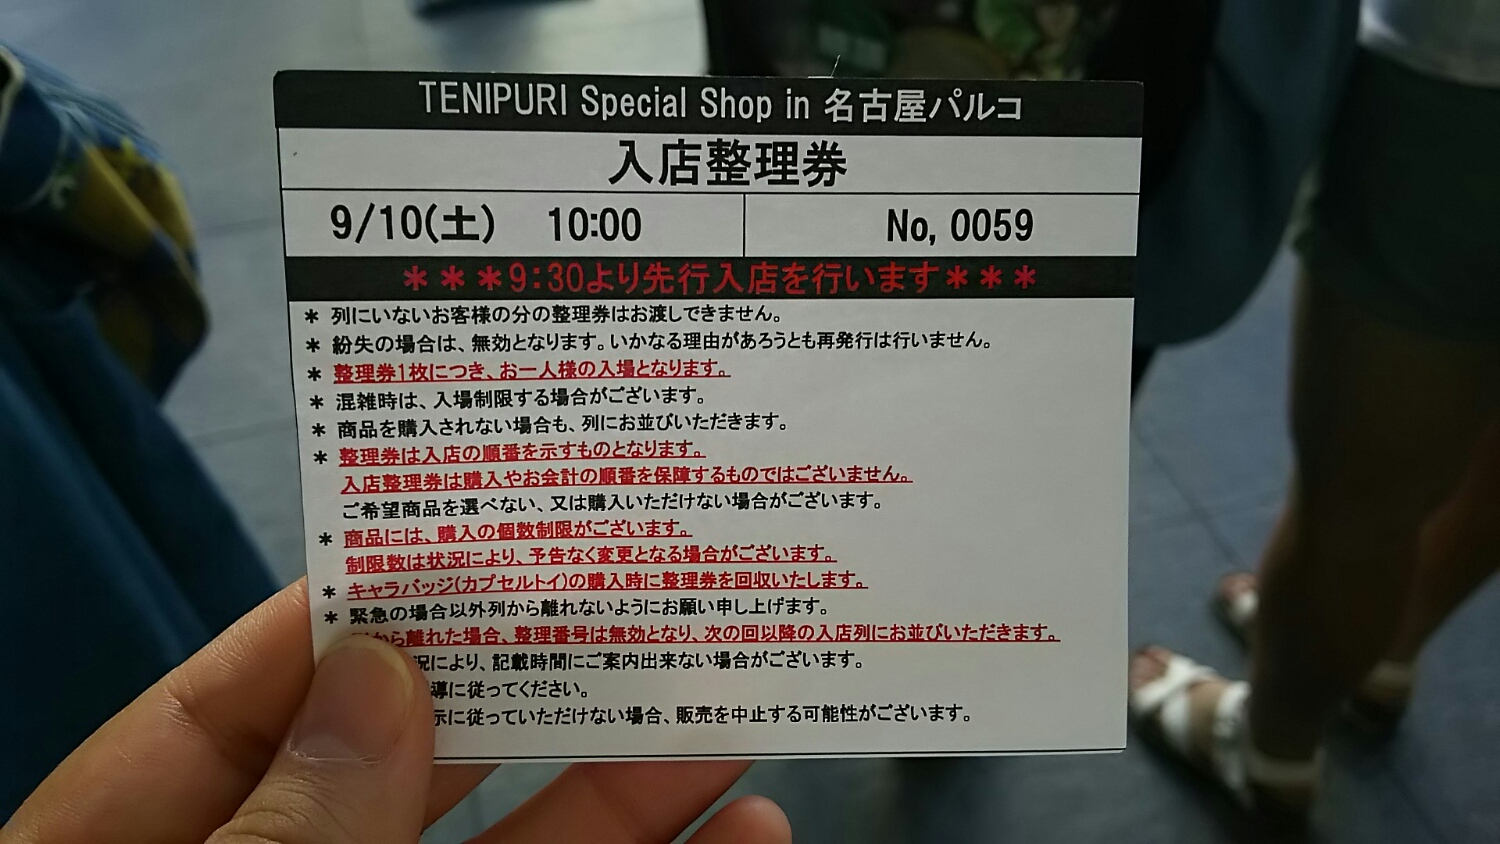 TENIPURI Special Shop in 名古屋パルコ
入店整理券
9/10(土) 10:00
No, 0059
***9:30より先行入店を行います***
* 列にいないお客様の分の整理券はお渡しできません。
* 紛失の場合は、無効となります。いかなる理由があろうとも再発行は行いません。
* 整理券1枚につき、お一人様の入場となります。
* 混雑時は、入場制限する場合がございます。
* 商品を購入されない場合も、列にお並びいただきます。
* 整理券は入店の順番を示すものとなります。
入店整理券は購入やお会計の順番を保障するものではございません。
ご希望商品を選べない、又は購入いただけない場合がございます。
* 商品には、購入の個数制限がございます。
制限数は状況により、予告なく変更となる場合がございます。
* キャラバッジ(カプセルトイ)の購入時に整理券を回収いたします。
* 緊急の場合以外列から離れないようにお願い申し上げます。
から離れた場合、整理番号は無効となり、次の回以降の入店列にお並びいただきます。
況により、記載時間にご案内出来ない場合がございます。
導に従ってください。
示に従っていただけない場合、販売を中止する可能性がございます。